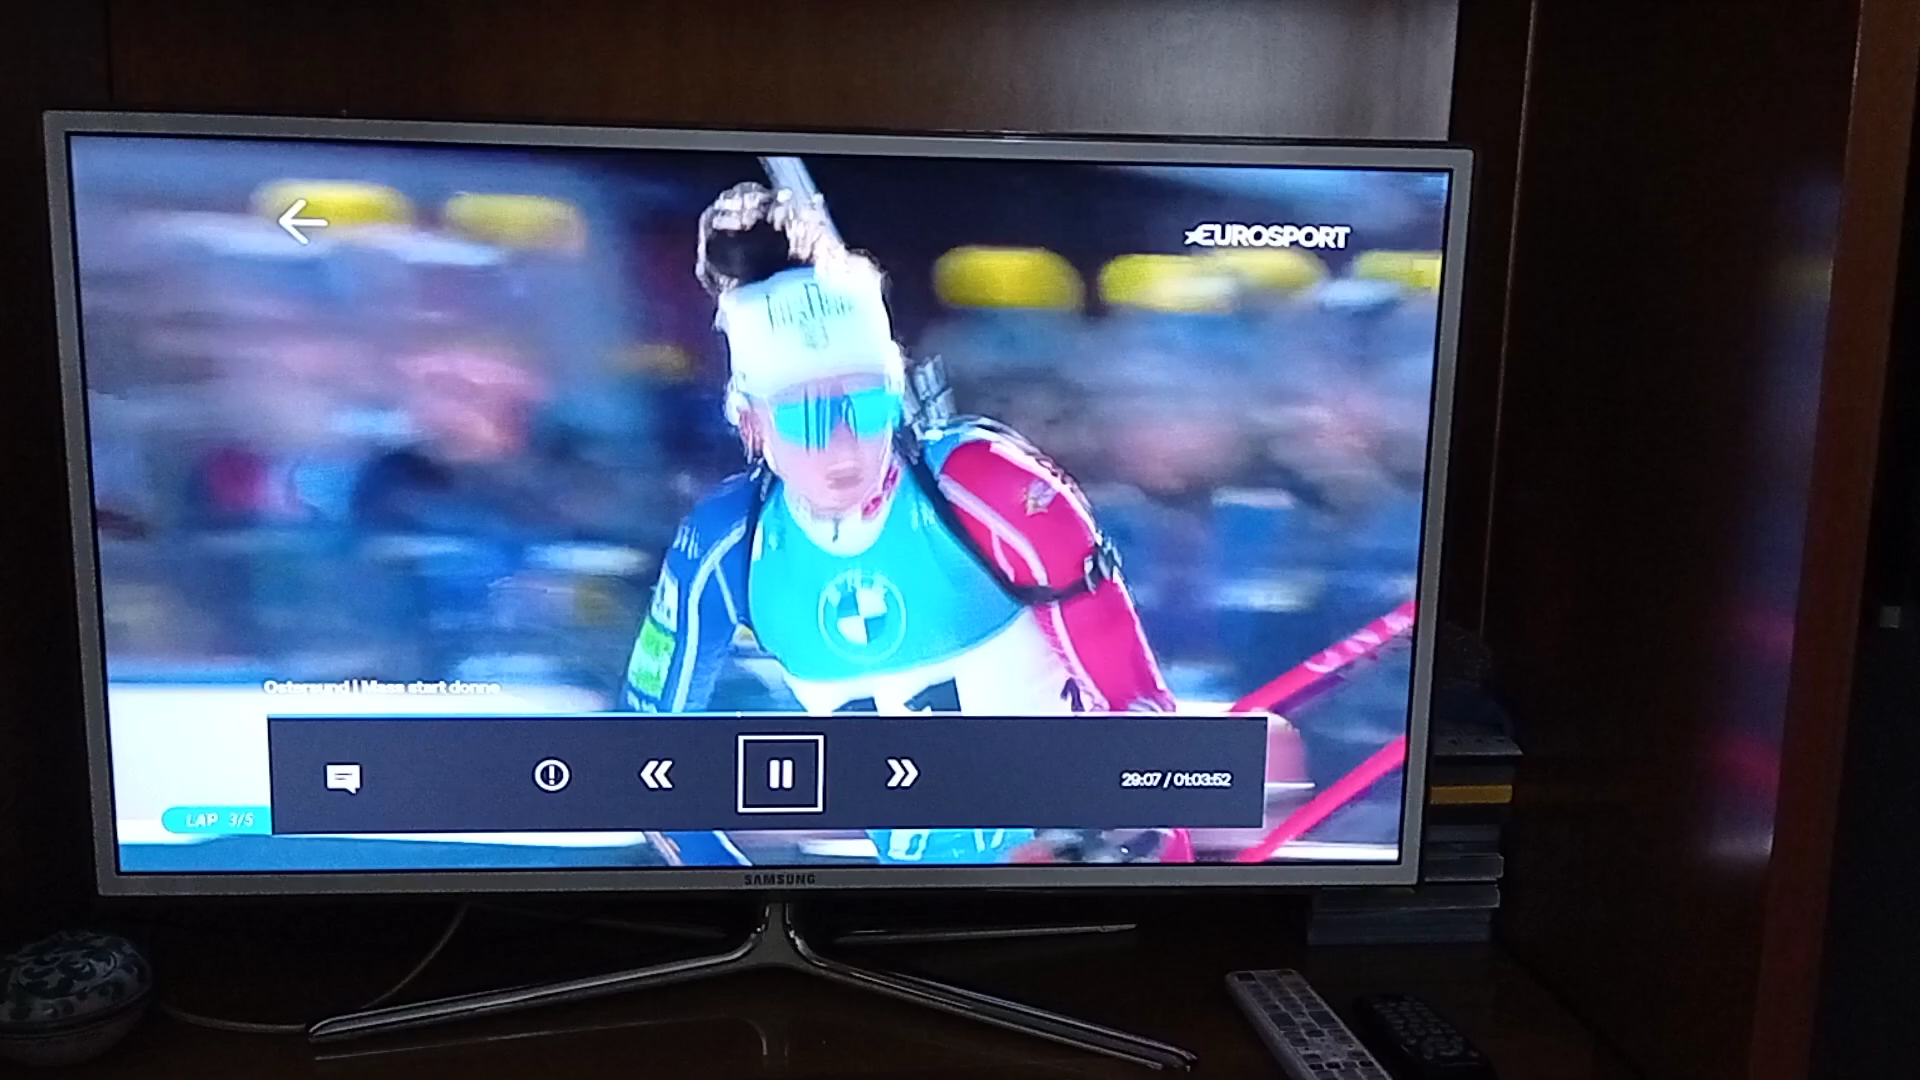 EUROSPORT
Ostersund | Mass start donne
29:07 / 01:03:52
LAP 3/5
SAMSUNG